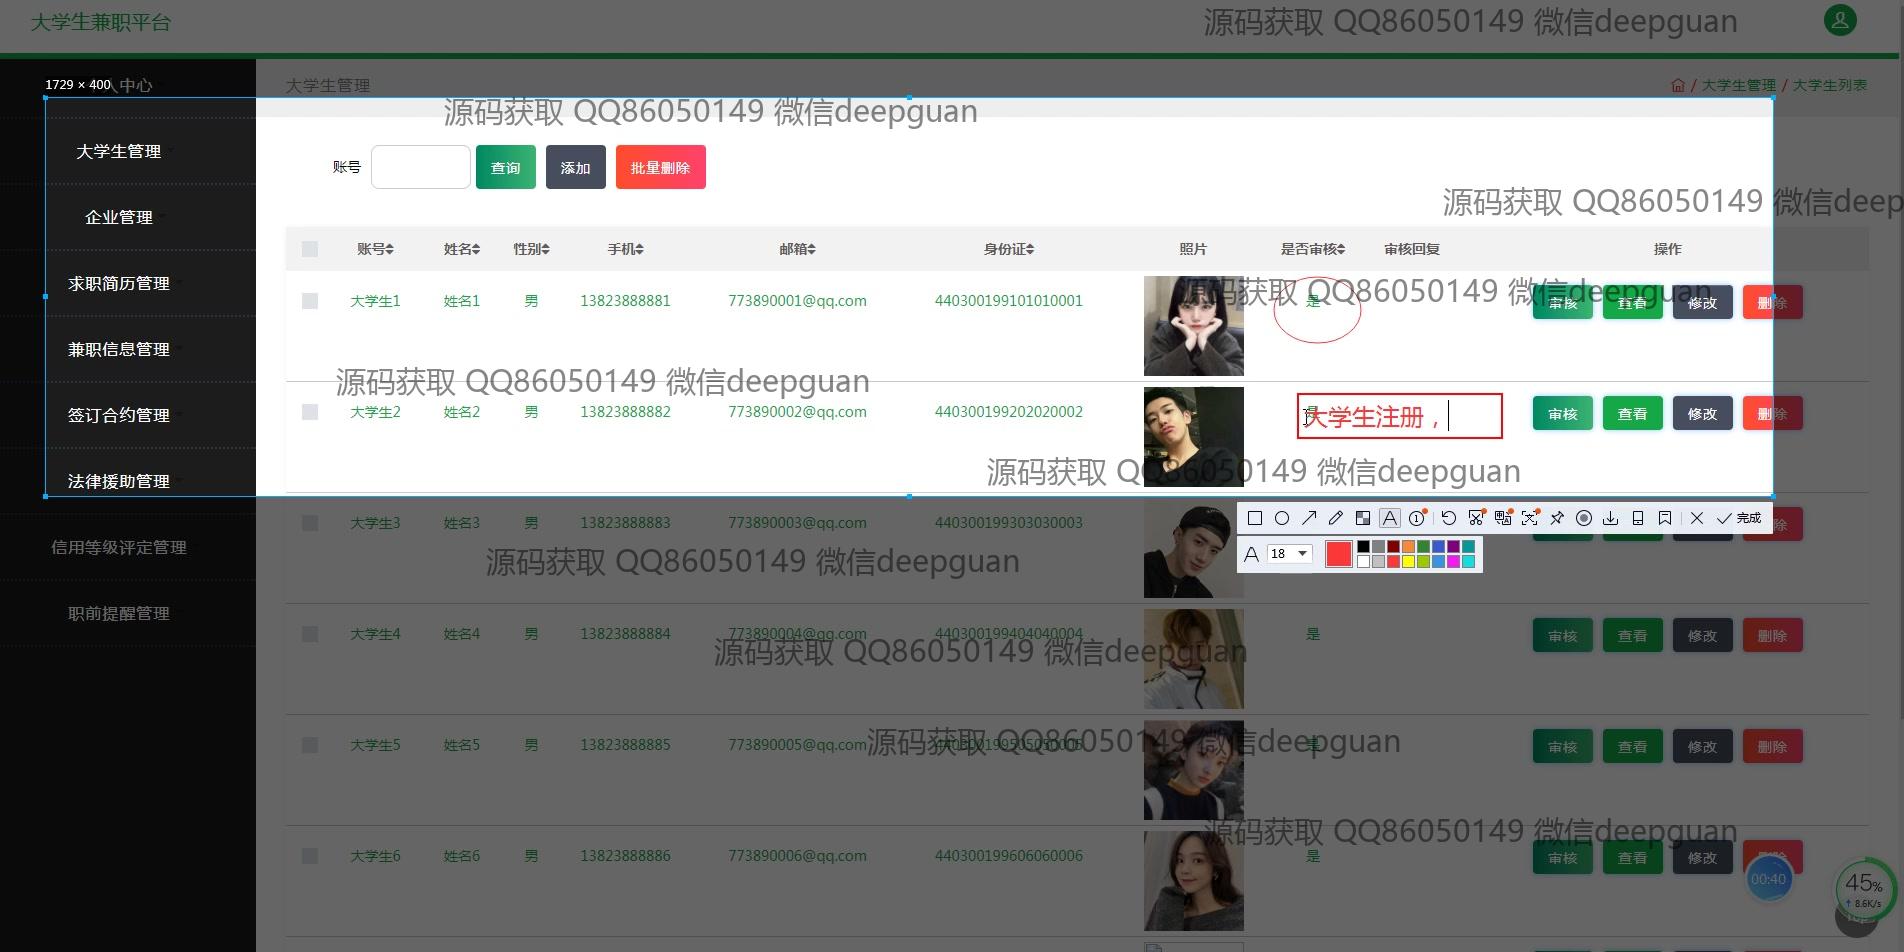 大学生兼职平台
源码获取 QQ86050149 微信deepguan
1729 × 400
人中心
大学生管理
/ 大学生管理 / 大学生列表
源码获取 QQ86050149 微信deepguan
大学生管理
账号 查询 添加 批量删除
源码获取 QQ86050149 微信deep
企业管理
账号 姓名 性别 手机 邮箱 身份证 照片 是否审核 审核回复 操作
求职简历管理
源码获取 QQ86050149 微信deepguan
大学生1 姓名1 男 13823888881 773890001@qq.com 440300199101010001 是 审核 查看 修改 删除
兼职信息管理
源码获取 QQ86050149 微信deepguan
签订合约管理
大学生2 姓名2 男 13823888882 773890002@qq.com 440300199202020002 大学生注册， 审核 查看 修改 删除
源码获取 QQ86050149 微信deepguan
法律援助管理
大学生3 姓名3 男 13823888883 773890003@qq.com 440300199303030003 完成 除
A 18
信用等级评定管理
源码获取 QQ86050149 微信deepguan
职前提醒管理
大学生4 姓名4 男 13823888884 773890004@qq.com 440300199404040004 是 审核 查看 修改 删除
源码获取 QQ86050149 微信deepguan
大学生5 姓名5 男 13823888885 773890005@qq.com 440300199505050005 是 审核 查看 修改 删除
源码获取 QQ86050149 微信deepguan
源码获取 QQ86050149 微信deepguan
大学生6 姓名6 男 13823888886 773890006@qq.com 440300199606060006 是 审核 查看 修改 删除
00:40
45%
↑ 8.6K/s